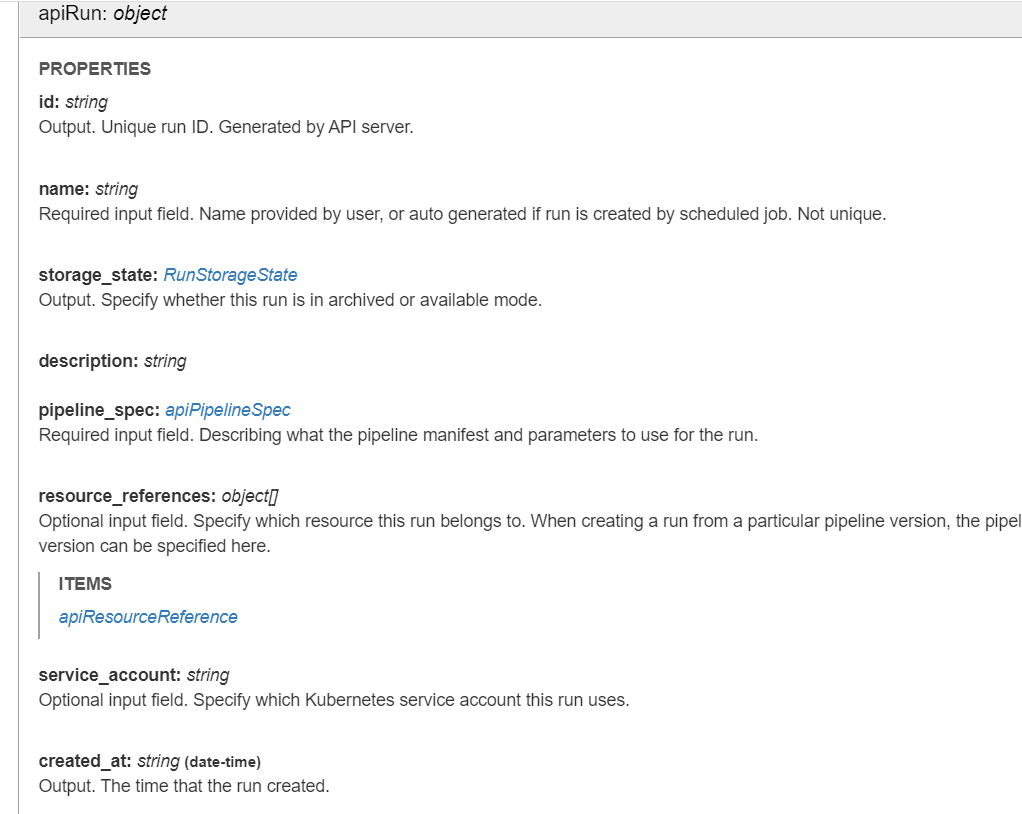 apiRun: object
PROPERTIES
id: string
Output. Unique run ID. Generated by API server.
name: string
Required input field. Name provided by user, or auto generated if run is created by scheduled job. Not unique.
storage_state: RunStorageState
Output. Specify whether this run is in archived or available mode.
description: string
pipeline_spec: apiPipelineSpec
Required input field. Describing what the pipeline manifest and parameters to use for the run.
resource_references: object[]
Optional input field. Specify which resource this run belongs to. When creating a run from a particular pipeline version, the
version can be specified here.
ITEMS
apiResourceReference
service_account: string
Optional input field. Specify which Kubernetes service account this run uses.
created_at: string (date-time)
Output. The time that the run created.